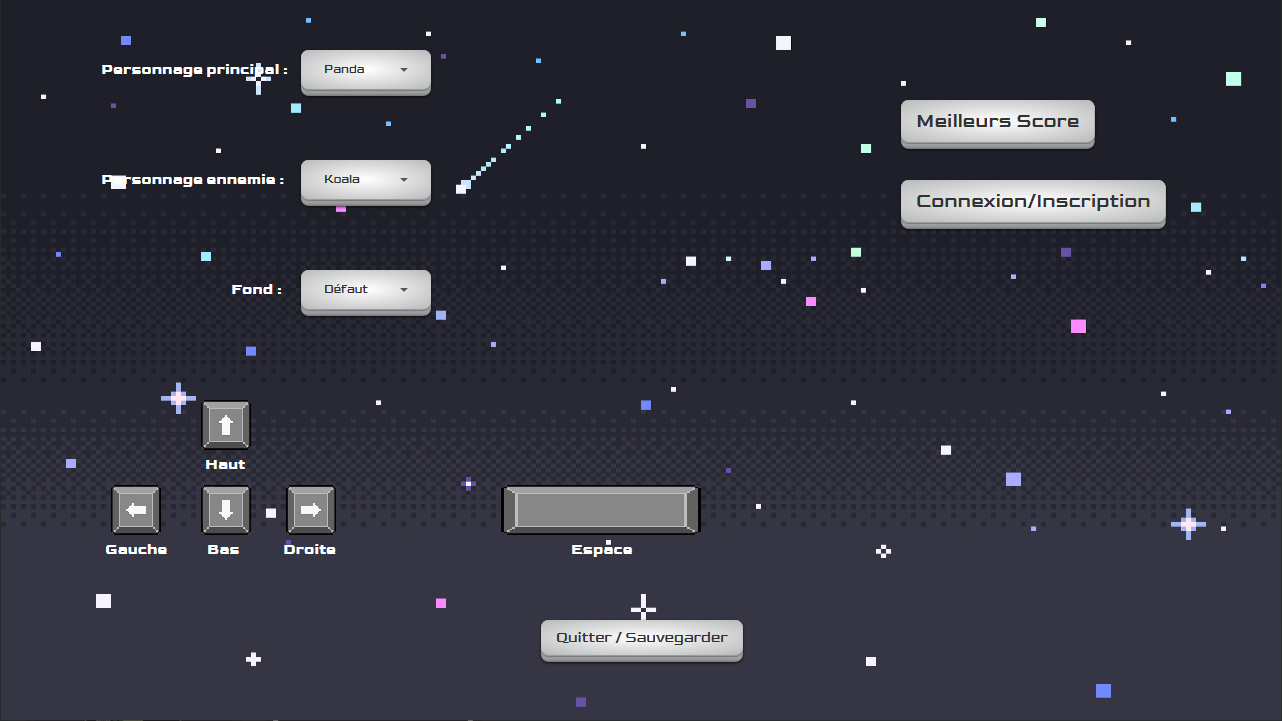 Personnage principal :
Panda
Meilleurs Score
Personnage ennemie :
Koala
Connexion/Inscription
Fond :
Défaut
Haut
Gauche
Bas
Droite
Espace
Quitter / Sauvegarder